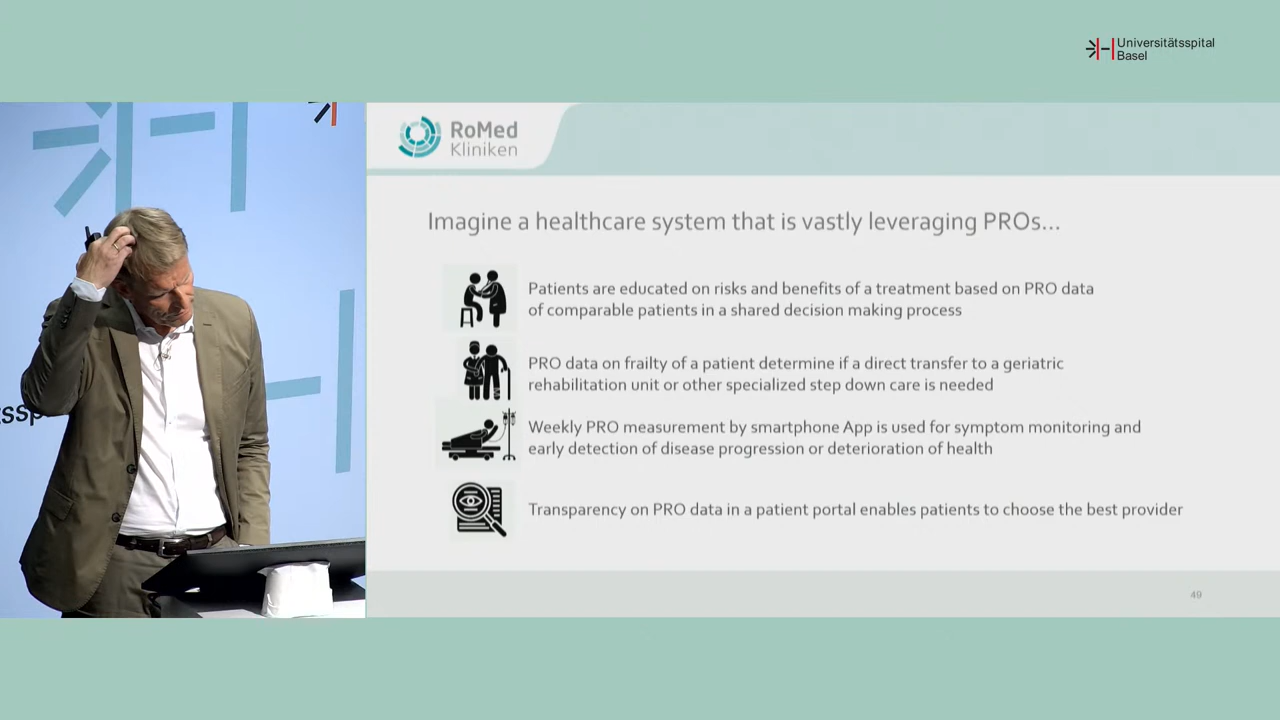 Universitätsspital
Basel
RoMed
Kliniken
Imagine a healthcare system that is vastly leveraging PROs...
Patients are educated on risks and benefits of a treatment based on PRO data
of comparable patients in a shared decision making process
PRO data on frailty of a patient determine if a direct transfer to a geriatric
rehabilitation unit or other specialized step down care is needed
Weekly PRO measurement by smartphone App is used for symptom monitoring and
early detection of disease progression or deterioration of health
Transparency on PRO data in a patient portal enables patients to choose the best provider
49